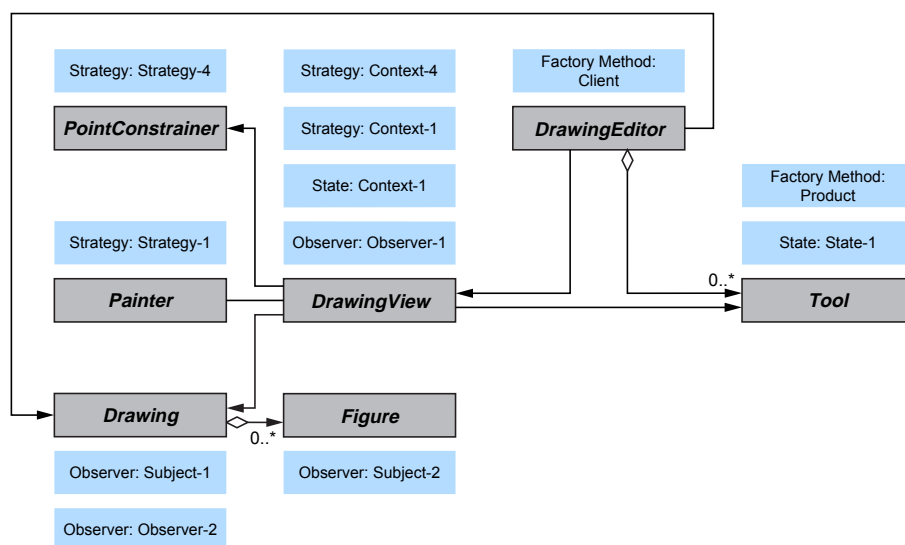 Strategy: Strategy-4
Strategy: Context-4
Factory Method:
Client
PointConstrainer
Strategy: Context-1
DrawingEditor
State: Context-1
Factory Method:
Product
Strategy: Strategy-1
Observer: Observer-1
State: State-1
0..*
Painter
DrawingView
Tool
Drawing
Figure
0..*
Observer: Subject-1
Observer: Subject-2
Observer: Observer-2